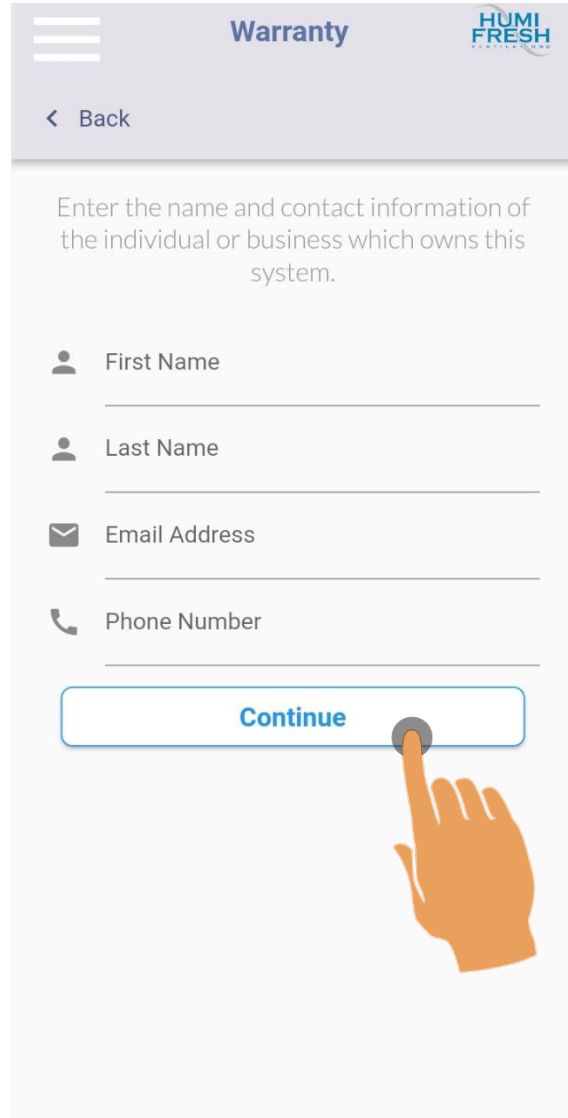 Warranty
HUMI
FRESH
VENTILATIONS
Back
Enter the name and contact information of
the individual or business which owns this
system.
First Name
Last Name
Email Address
Phone Number
Continue